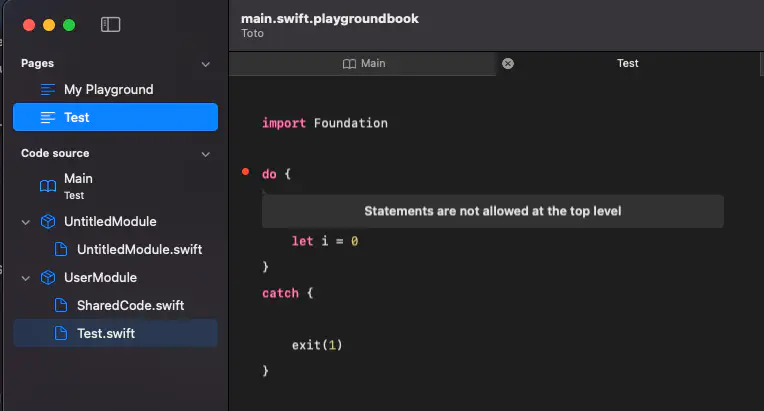 main.swift.playgroundbook
Toto
Pages
My Playground
Test
Code source
Main
Test
UntitledModule
UntitledModule.swift
UserModule
SharedCode.swift
Test.swift
Main
Test
import Foundation
do {
Statements are not allowed at the top level
let i = 0
}
catch {
exit(1)
}